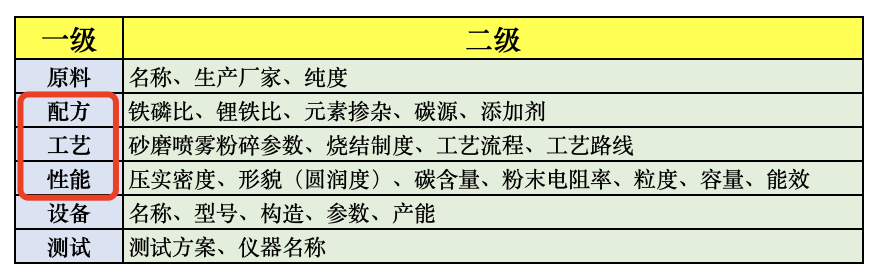 一级 二级
原料 名称、生产厂家、纯度
配方 铁磷比、锂铁比、元素掺杂、碳源、添加剂
工艺 砂磨喷雾粉碎参数、烧结制度、工艺流程、工艺路线
性能 压实密度、形貌（圆润度）、碳含量、粉末电阻率、粒度、容量、能效
设备 名称、型号、构造、参数、产能
测试 测试方案、仪器名称